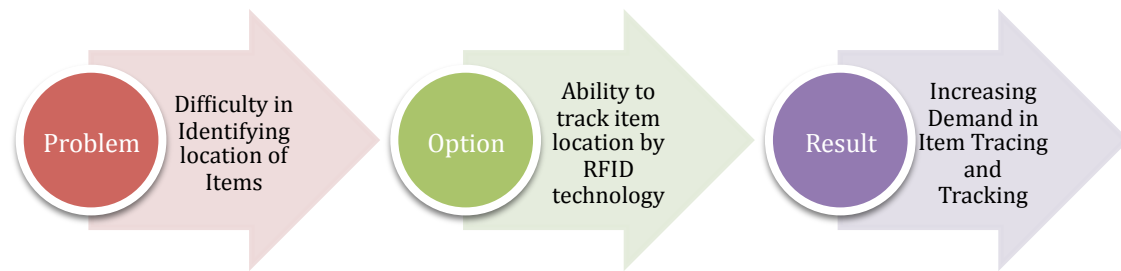 Problem
Difficulty in
Identifying
location of
Items
Option
Ability to
track item
location by
RFID
technology
Result
Increasing
Demand in
Item Tracing
and
Tracking